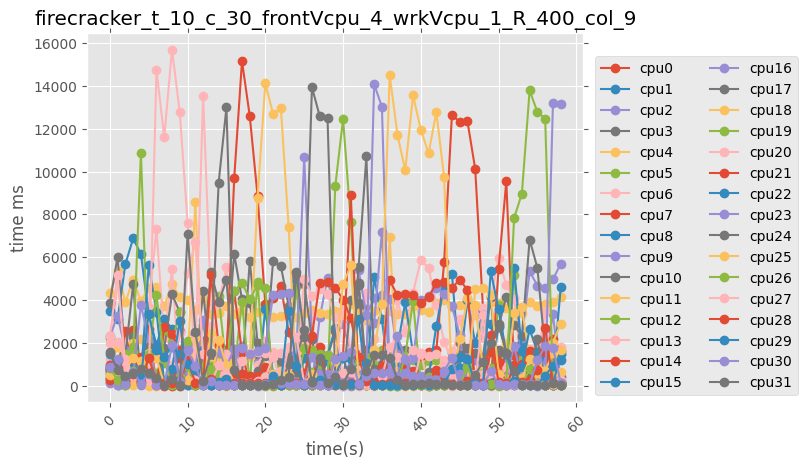 firecracker_t_10_c_30_frontVcpu_4_wrkVcpu_1_R_400_col_9
16000
14000
12000
10000
8000
6000
4000
2000
0
time ms
0
10
20
30
40
50
60
time(s)
cpu0
cpu1
cpu2
cpu3
cpu4
cpu5
cpu6
cpu7
cpu8
cpu9
cpu10
cpu11
cpu12
cpu13
cpu14
cpu15
cpu16
cpu17
cpu18
cpu19
cpu20
cpu21
cpu22
cpu23
cpu24
cpu25
cpu26
cpu27
cpu28
cpu29
cpu30
cpu31